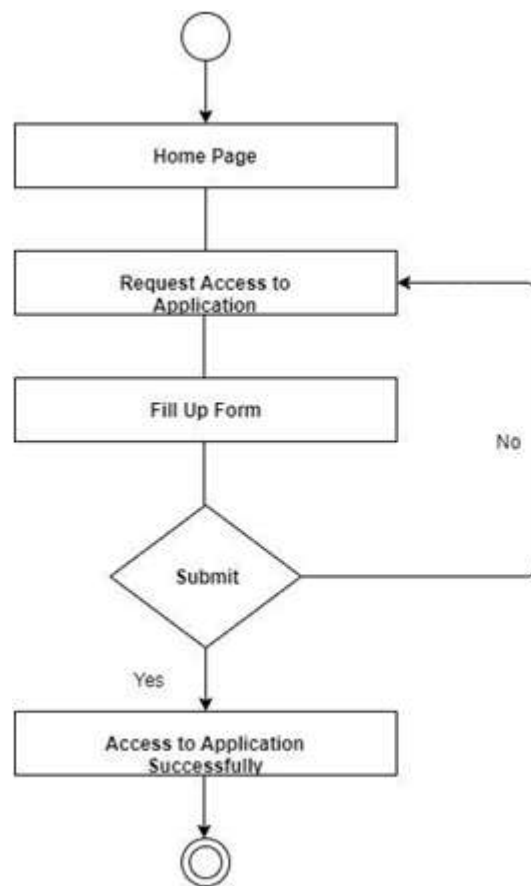 Home Page
Request Access to
Application
Fill Up Form
No
Submit
Yes
Access to Application
Successfully